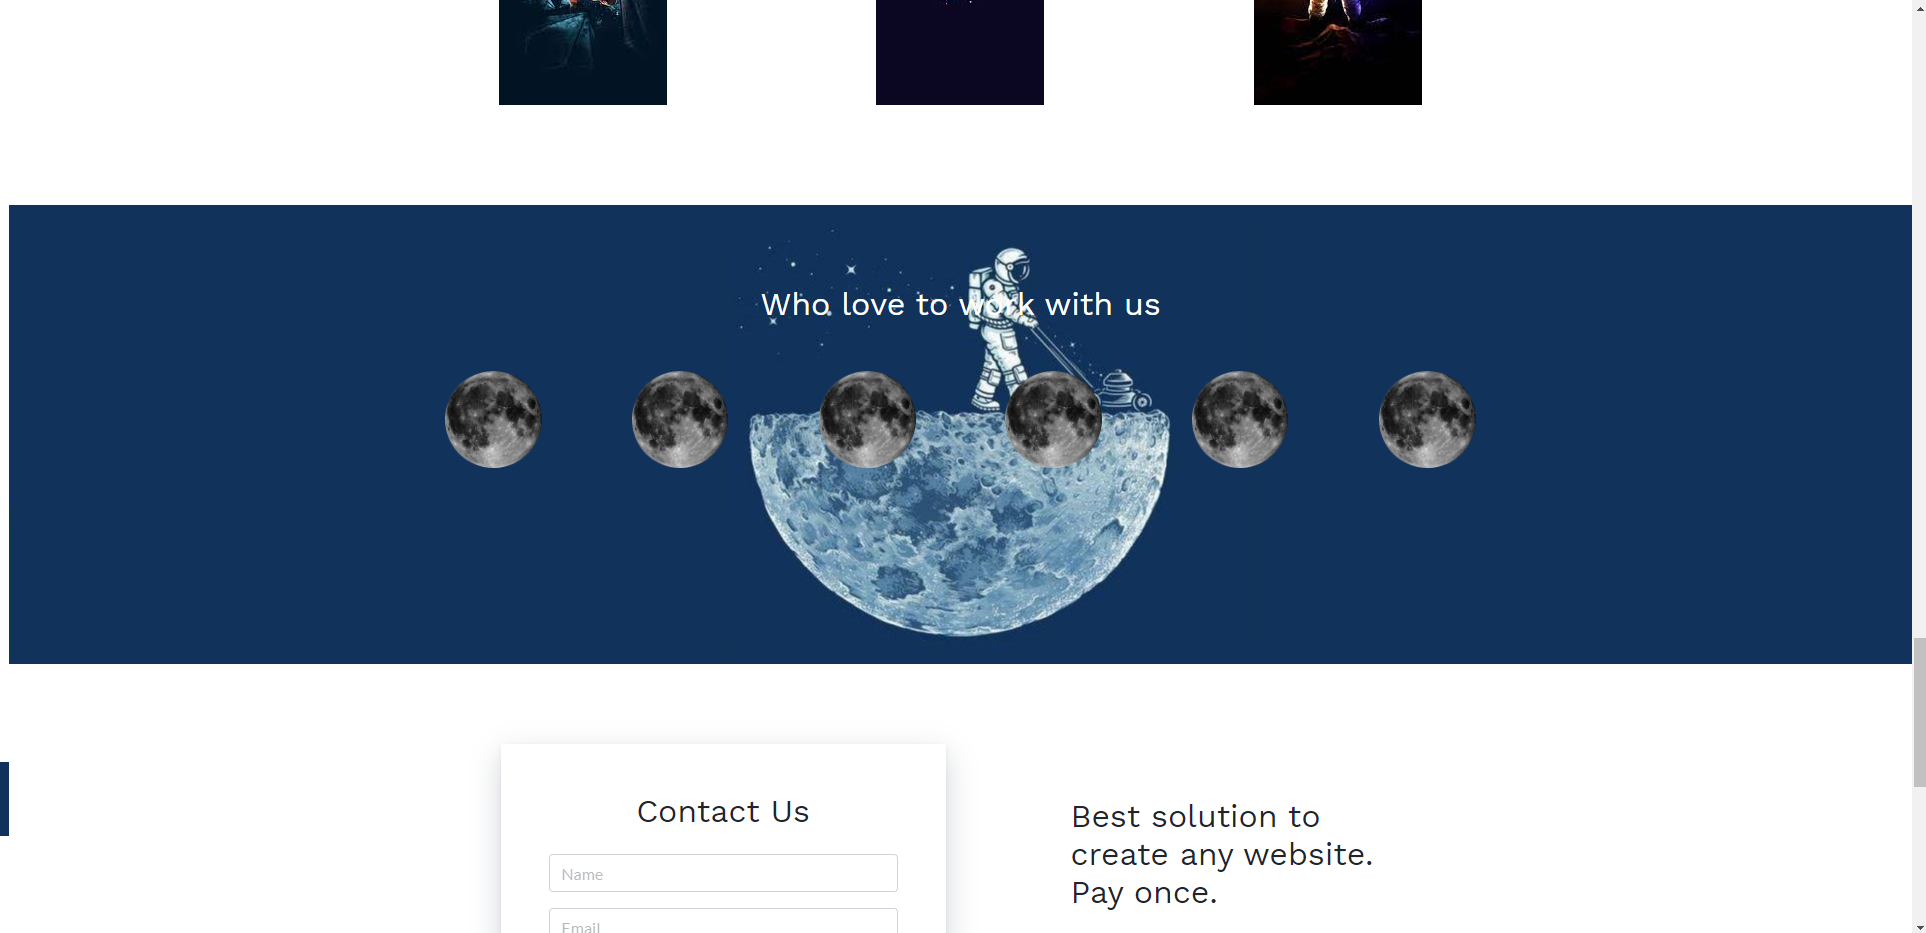 Who love to work with us
Contact Us
Name
Email
Best solution to
create any website.
Pay once.